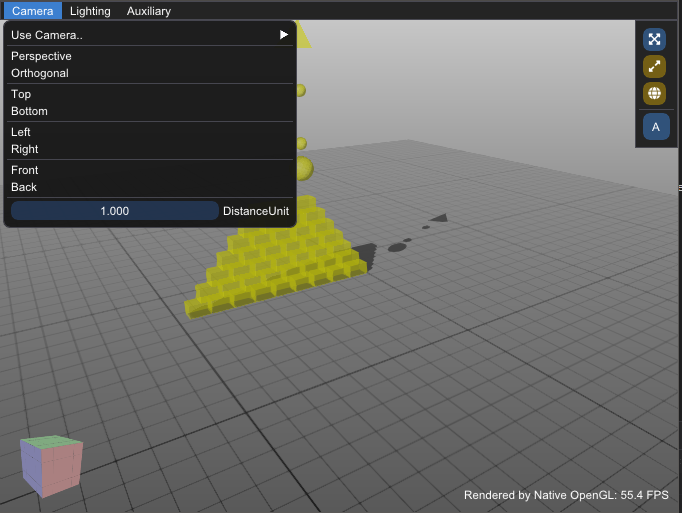 Camera Lighting Auxiliary
Use Camera..
Perspective
Orthogonal
Top
Bottom
Left
Right
Front
Back
1.000 DistanceUnit
A
Rendered by Native OpenGL: 55.4 FPS